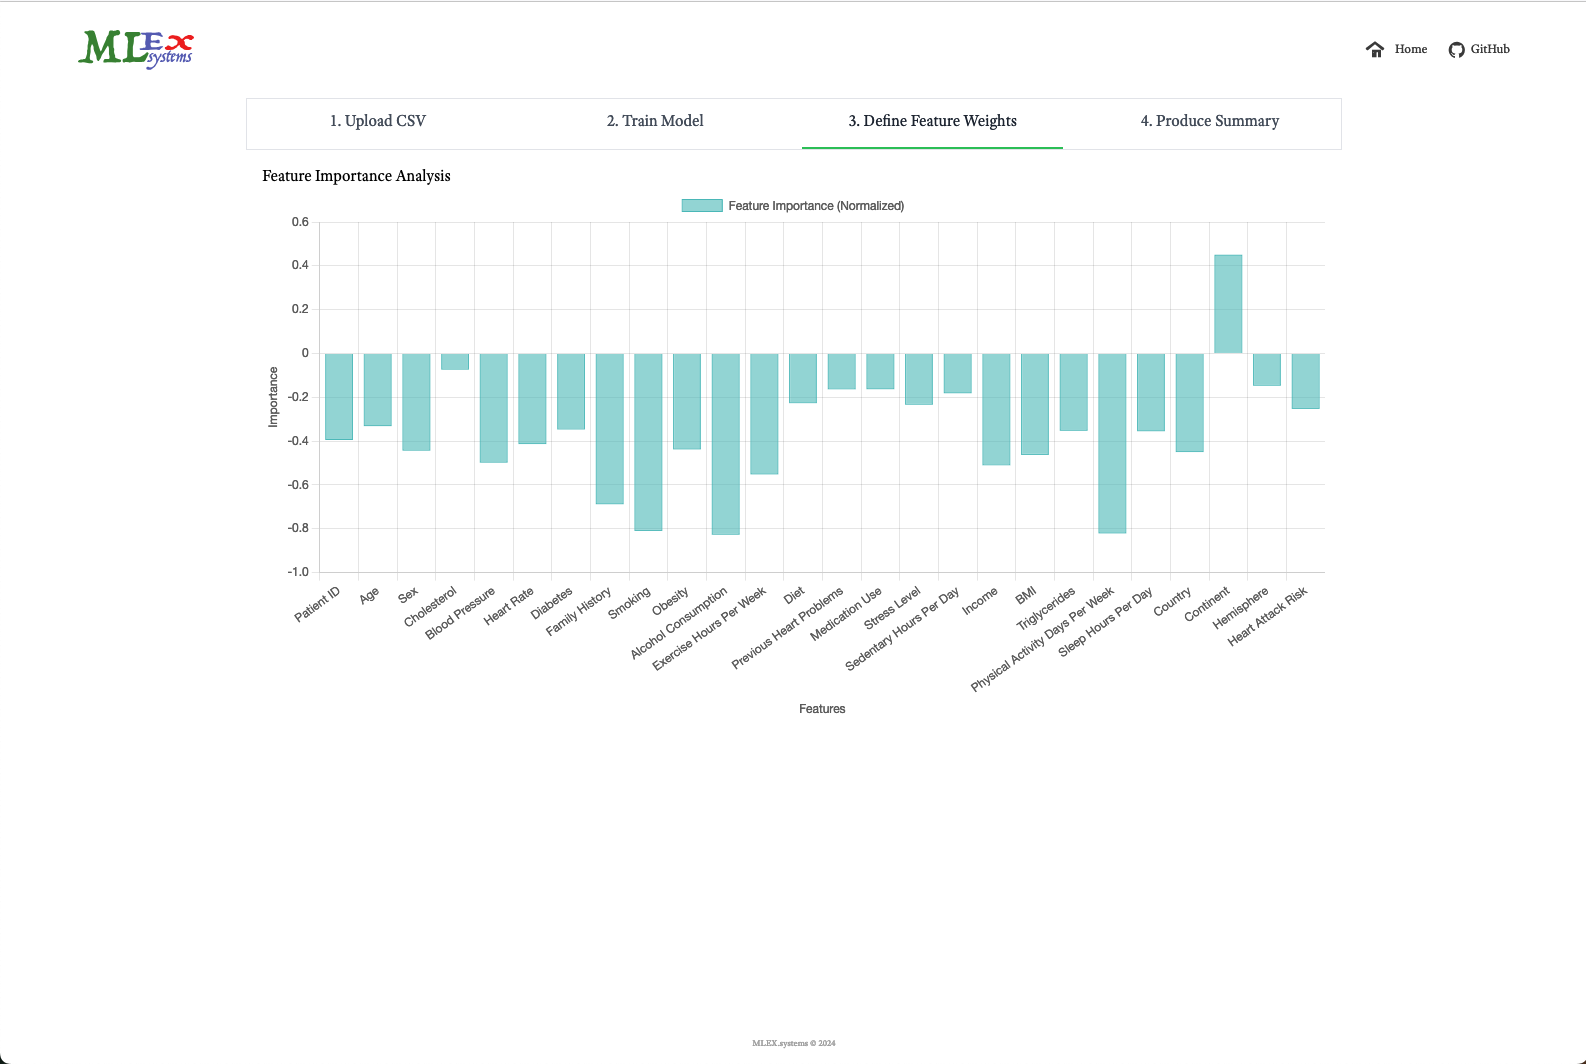 MLEx
systems
Home
GitHub
1. Upload CSV
2. Train Model
3. Define Feature Weights
4. Produce Summary
Feature Importance Analysis
Feature Importance (Normalized)
0.6
0.4
0.2
0
-0.2
-0.4
-0.6
-0.8
-1.0
Importance
Patient ID
Age
Sex
Cholesterol
Blood Pressure
Heart Rate
Diabetes
Family History
Smoking
Obesity
Alcohol Consumption
Exercise Hours Per Week
Diet
Previous Heart Problems
Medication Use
Stress Level
Sedentary Hours Per Day
Income
BMI
Triglycerides
Physical Activity Days Per Week
Sleep Hours Per Day
Country
Continent
Hemisphere
Heart Attack Risk
Features
MLEX.systems © 2024